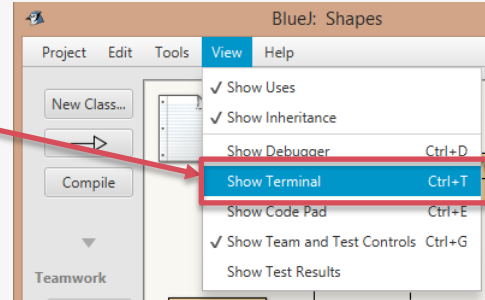 BlueJ: Shapes
Project Edit Tools View Help
New Class...
Compile
Teamwork
✓ Show Uses
✓ Show Inheritance
Show Debugger Ctrl+D
Show Terminal Ctrl+T
Show Code Pad Ctrl+E
✓ Show Team and Test Controls Ctrl+G
Show Test Results